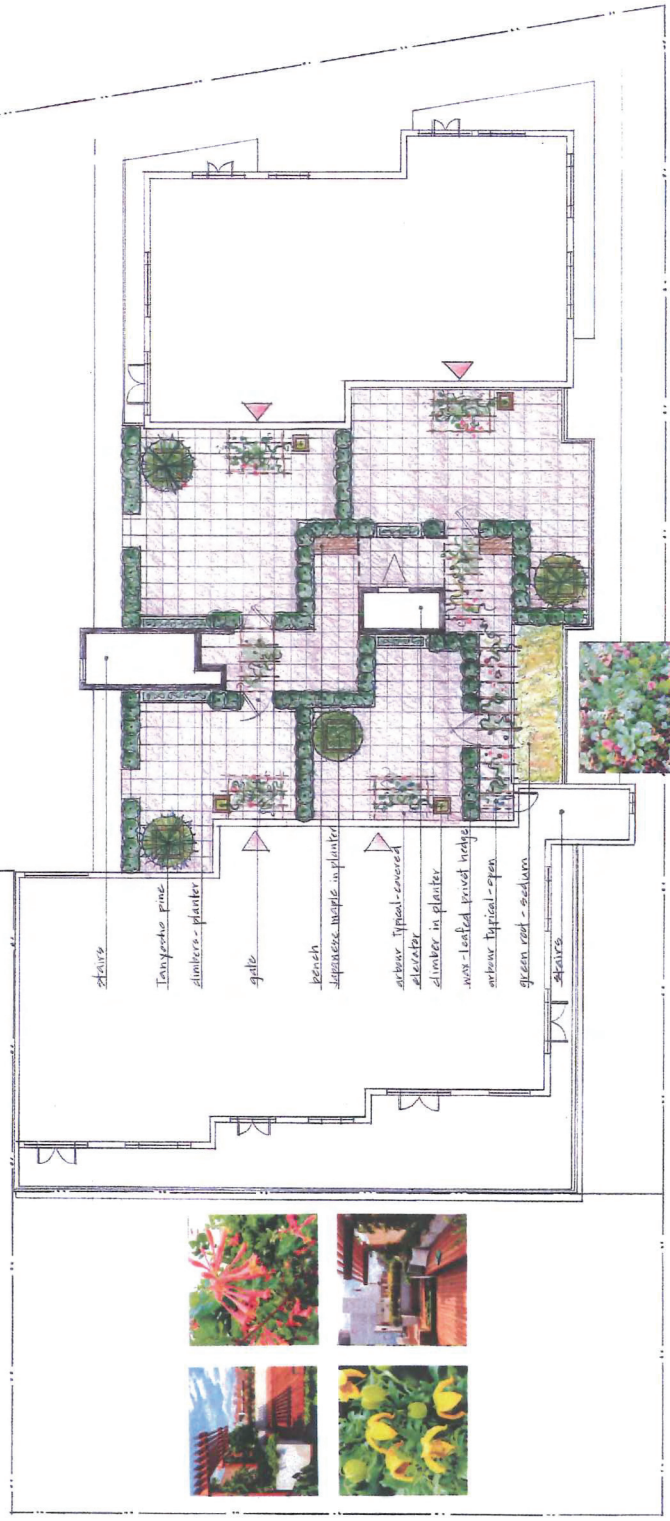 stairs
Tanyosho pine
climbers - planter
gate
bench
Japanese maple in planter
arbour typical - covered
elevator
climber in planter
wax-leafed privet hedge
arbour typical - open
green roof - sedum
stairs